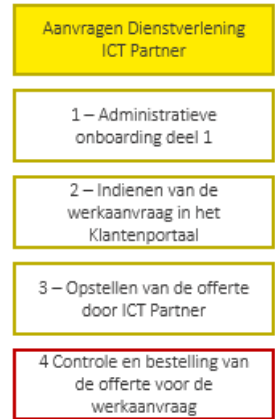 Aanvragen Dienstverlening
ICT Partner
1 – Administratieve
onboarding deel 1
2 – Indienen van de
werkaanvraag in het
Klantenportaal
3 – Opstellen van de offerte
door ICT Partner
4 Controle en bestelling van
de offerte voor de
werkaanvraag